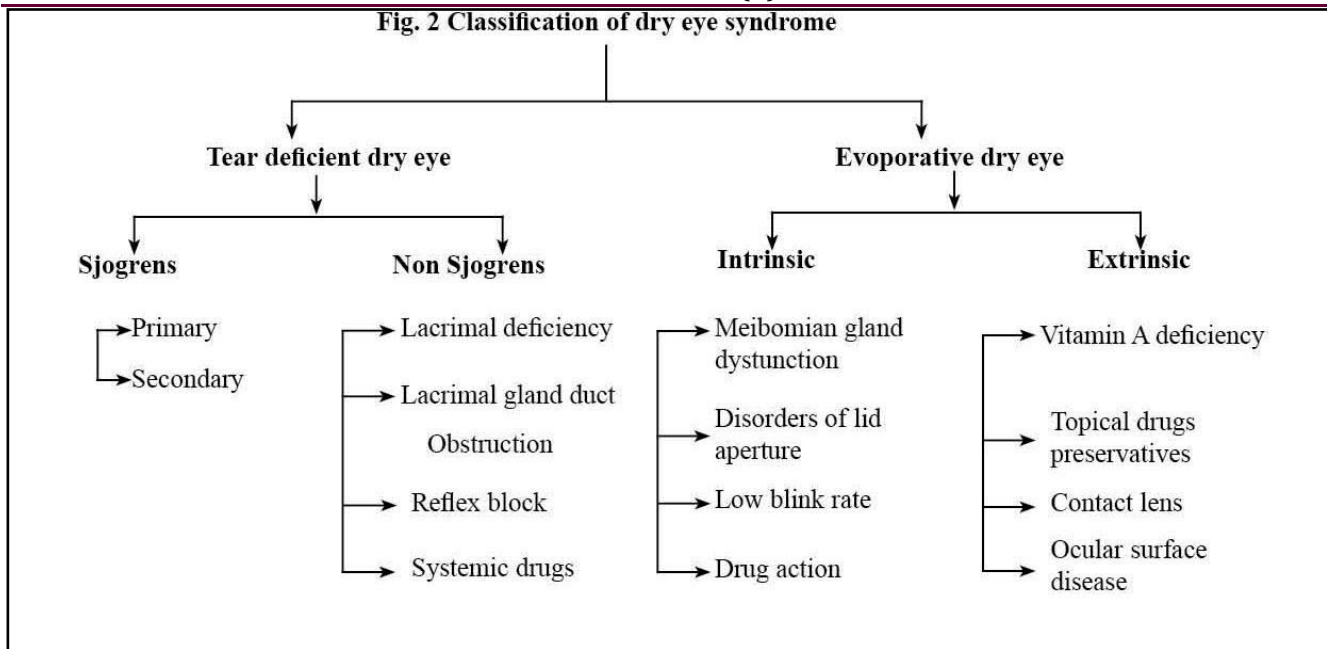 Fig. 2 Classification of dry eye syndrome
Tear deficient dry eye
Evoporative dry eye
Sjogrens
Non Sjogrens
Intrinsic
Extrinsic
Primary
Secondary
Lacrimal deficiency
Lacrimal gland duct
Obstruction
Reflex block
Systemic drugs
Meibomian gland
dystunction
Disorders of lid
aperture
Low blink rate
Drug action
Vitamin A deficiency
Topical drugs
preservatives
Contact lens
Ocular surface
disease